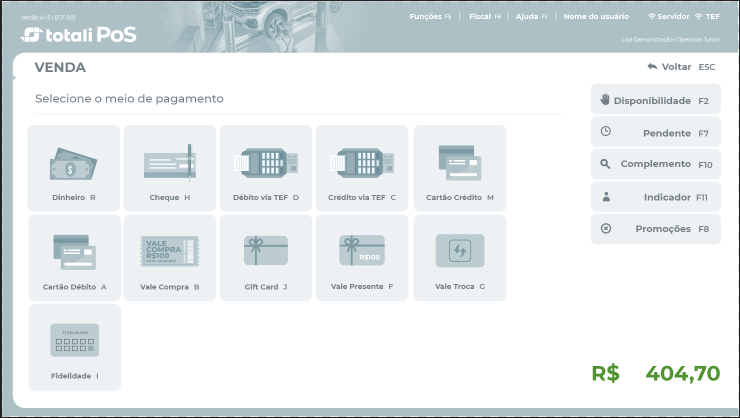 Versão v1r5 | ECF 001
Funções F5 | Fiscal F6 | Ajuda F1 | Nome do usuário Servidor TEF
totali PoS
Loja Demonstração | Operador Junior
VENDA
Voltar ESC
Selecione o meio de pagamento
Disponibilidade F2
Pendente F7
Complemento F10
Indicador F11
Promoções F8
Dinheiro R
Cheque H
Débito via TEF D
Crédito via TEF C
Cartão Crédito M
VALE
COMPRA
R$100
R$100
Cartão Débito A
Vale Compra B
Gift Card J
Vale Presente F
Vale Troca G
FIDELIDADE
Fidelidade I
R$ 404,70